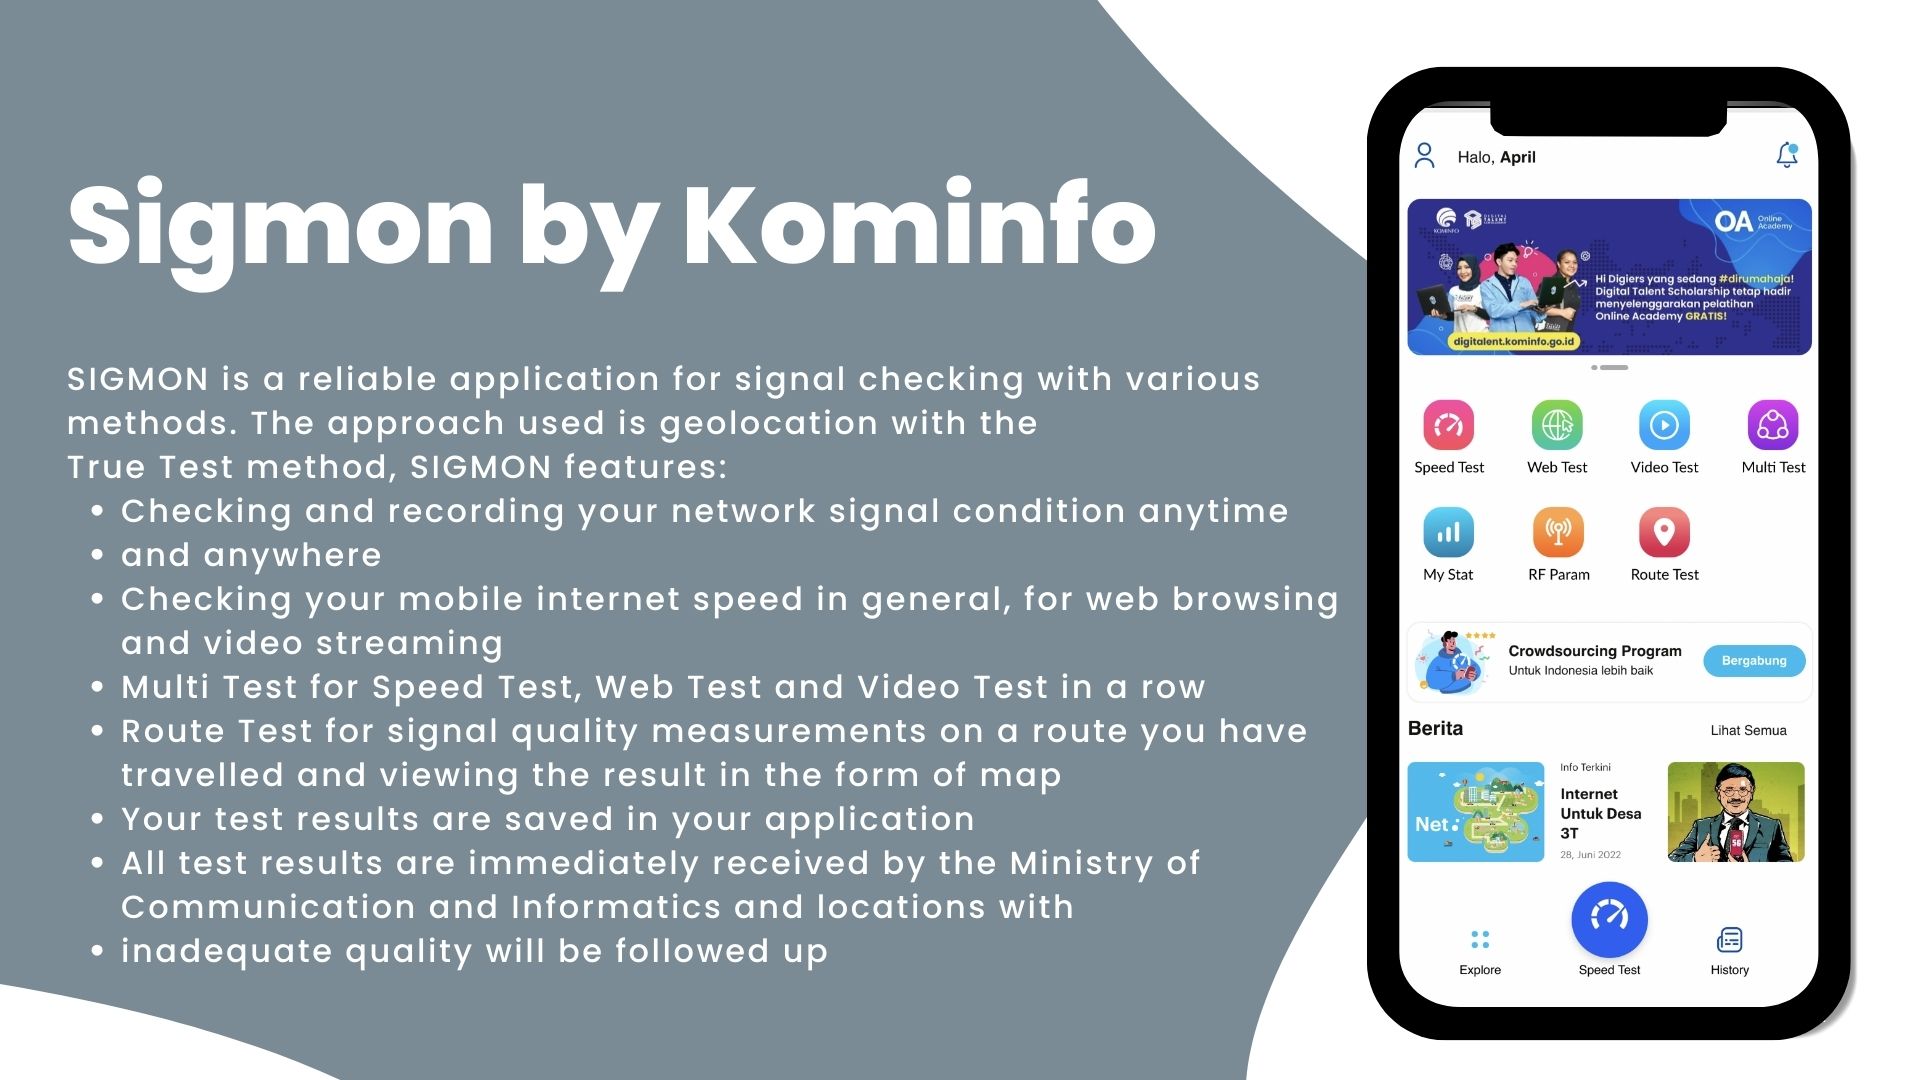 Sigmon by Kominfo
SIGMON is a reliable application for signal checking with various
methods. The approach used is geolocation with the
True Test method, SIGMON features:
• Checking and recording your network signal condition anytime
• and anywhere
• Checking your mobile internet speed in general, for web browsing
and video streaming
• Multi Test for Speed Test, Web Test and Video Test in a row
• Route Test for signal quality measurements on a route you have
travelled and viewing the result in the form of map
• Your test results are saved in your application
• All test results are immediately received by the Ministry of
Communication and Informatics and locations with
• inadequate quality will be followed up
Halo, April
KOMINFO
DIGITAL
TALENT
OA Online
Academy
Hi Digiers yang sedang #dirumahaja!
Digital Talent Scholarship tetap hadir
menyelenggarakan pelatihan
Online Academy GRATIS!
digitalent.kominfo.go.id
Speed Test Web Test Video Test Multi Test
My Stat RF Param Route Test
Crowdsourcing Program
Untuk Indonesia lebih baik
Bergabung
Berita Lihat Semua
Net
Info Terkini
Internet
Untuk Desa
3T
28, Juni 2022
5G
Explore Speed Test History